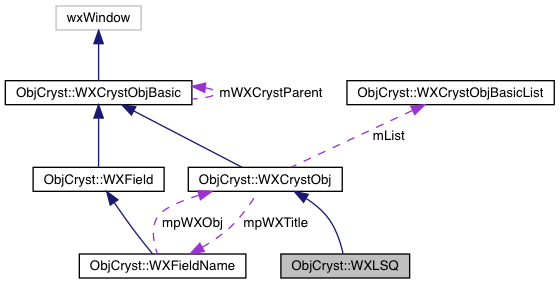 wxWindow
ObjCryst::WXCrystObjBasic
mWXCrystParent
ObjCryst::WXCrystObjBasicList
mList
ObjCryst::WXField
ObjCryst::WXCrystObj
mpWXObj
mpWXTitle
ObjCryst::WXFieldName
ObjCryst::WXLSQ